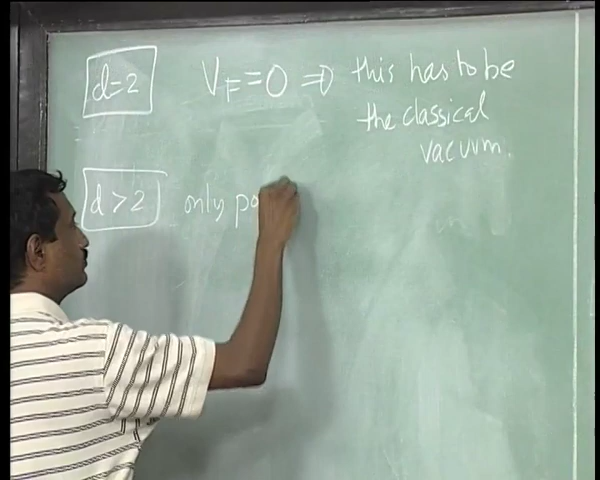 d=2 V_F=0 ⇒ this has to be
the classical
vacuum.
d>2 only po